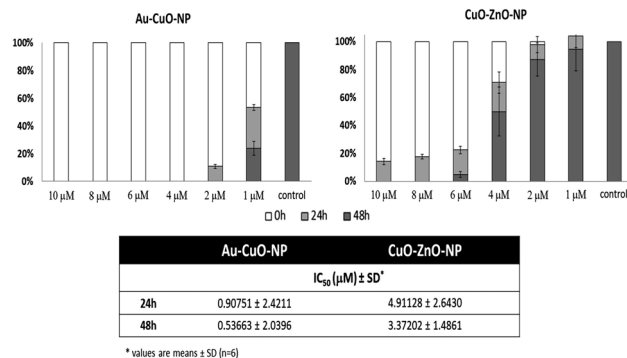 Au-CuO-NP
100%
80%
60%
40%
20%
0%
10 µM 8 µM 6 µM 4 µM 2 µM 1 µM control
CuO-ZnO-NP
100%
80%
60%
40%
20%
0%
10 µM 8 µM 6 µM 4 µM 2 µM 1 µM control
0h 24h 48h
Au-CuO-NP CuO-ZnO-NP
IC50 (µM) ± SD*
24h 0.90751 ± 2.4211 4.91128 ± 2.6430
48h 0.53663 ± 2.0396 3.37202 ± 1.4861
* values are means ± SD (n=6)